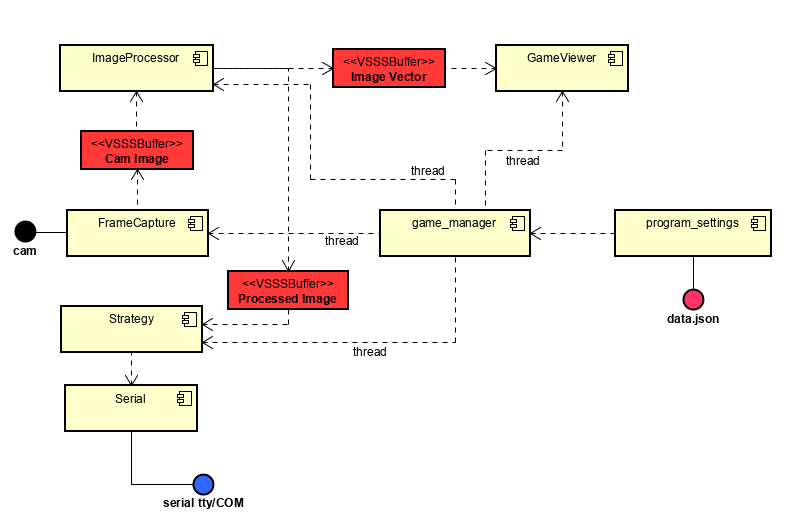 ImageProcessor
<<VSSSBuffer>>
Image Vector
GameViewer
<<VSSSBuffer>>
Cam Image
thread
thread
cam
FrameCapture
thread
game_manager
program_settings
<<VSSSBuffer>>
Processed Image
data.json
Strategy
thread
Serial
serial tty/COM